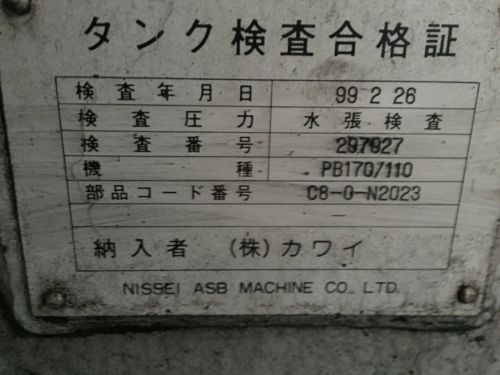 タンク検査合格証
検査年月日 99 2 26
検査圧力 水張検査
検査番号 297027
機種 PB170/110
部品コード番号 C8-0-N2023
—
納入者 (株)カワイ
NISSEI ASB MACHINE CO., LTD.